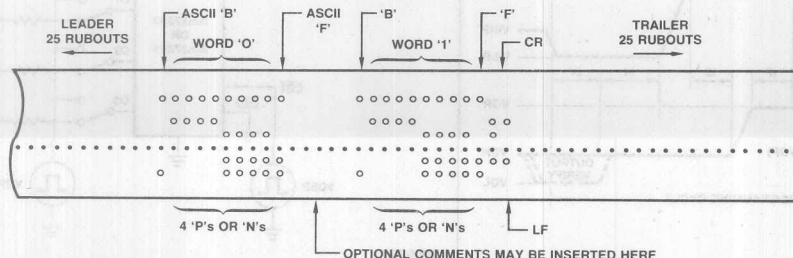 LEADER
25 RUBOUTS
ASCII ‘B’
WORD ‘O’
ASCII
‘F’
‘B’
WORD ‘1’
‘F’
CR
TRAILER
25 RUBOUTS
4 ‘P’s OR ‘N’s
4 ‘P’s OR ‘N’s
LF
OPTIONAL COMMENTS MAY BE INSERTED HERE